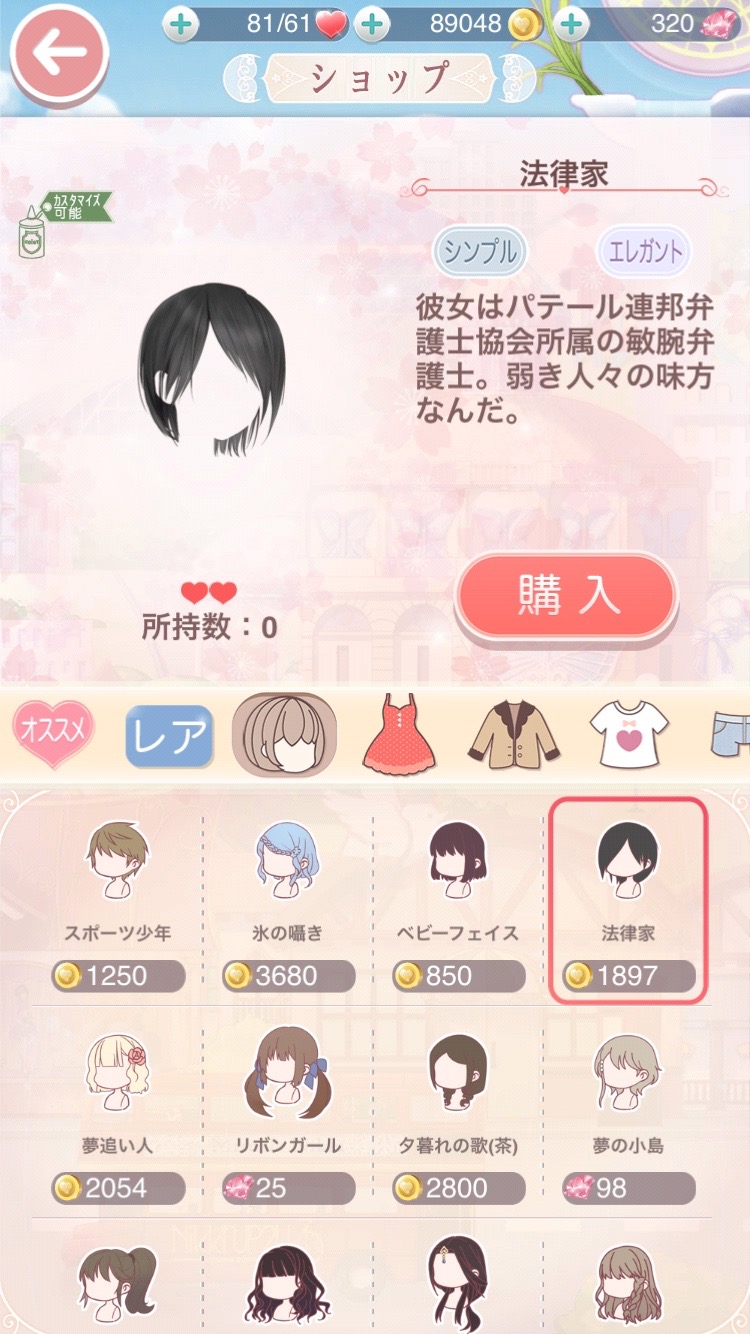 81/61
89048
320
ショップ
法律家
カスタマイズ
可能
シンプル
エレガント
彼女はパテール連邦弁
護士協会所属の敏腕弁
護士。弱き人々の味方
なんだ。
所持数：0
購入
オススメ
レア
スポーツ少年
氷の囁き
ベビーフェイス
法律家
1250
3680
850
1897
夢追い人
リボンガール
夕暮れの歌(茶)
夢の小島
2054
25
2800
98